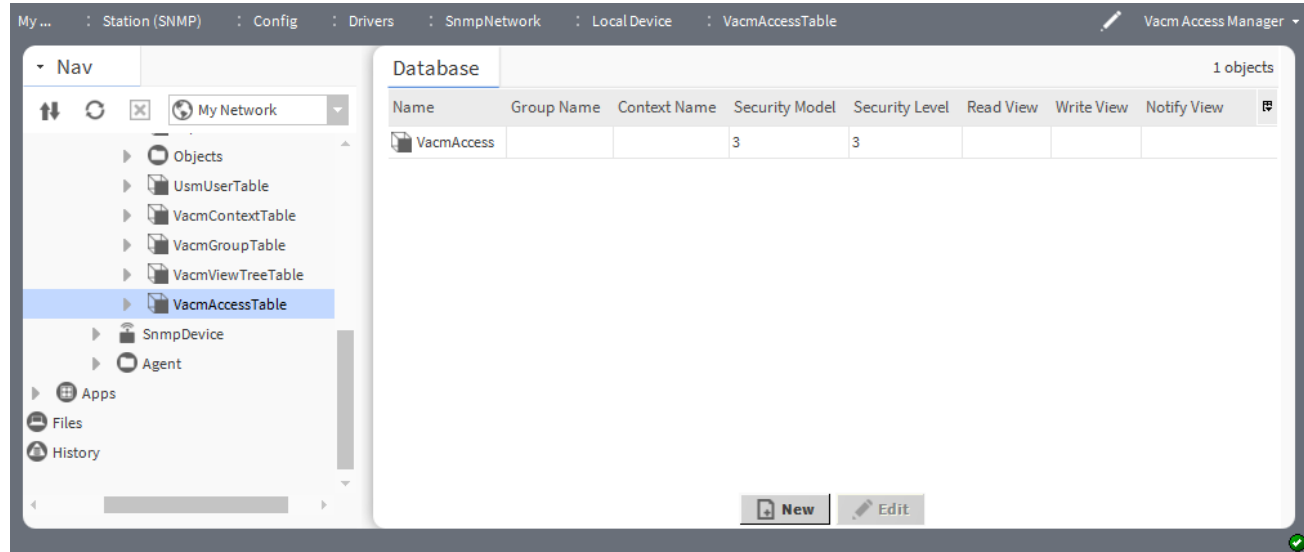 My ... : Station (SNMP) : Config : Drivers : SnmpNetwork : Local Device : VacmAccessTable Vacm Access Manager
Nav
My Network
Objects
UsmUserTable
VacmContextTable
VacmGroupTable
VacmViewTreeTable
VacmAccessTable
SnmpDevice
Agent
Apps
Files
History
Database 1 objects
Name Group Name Context Name Security Model Security Level Read View Write View Notify View
VacmAccess 3 3
New Edit